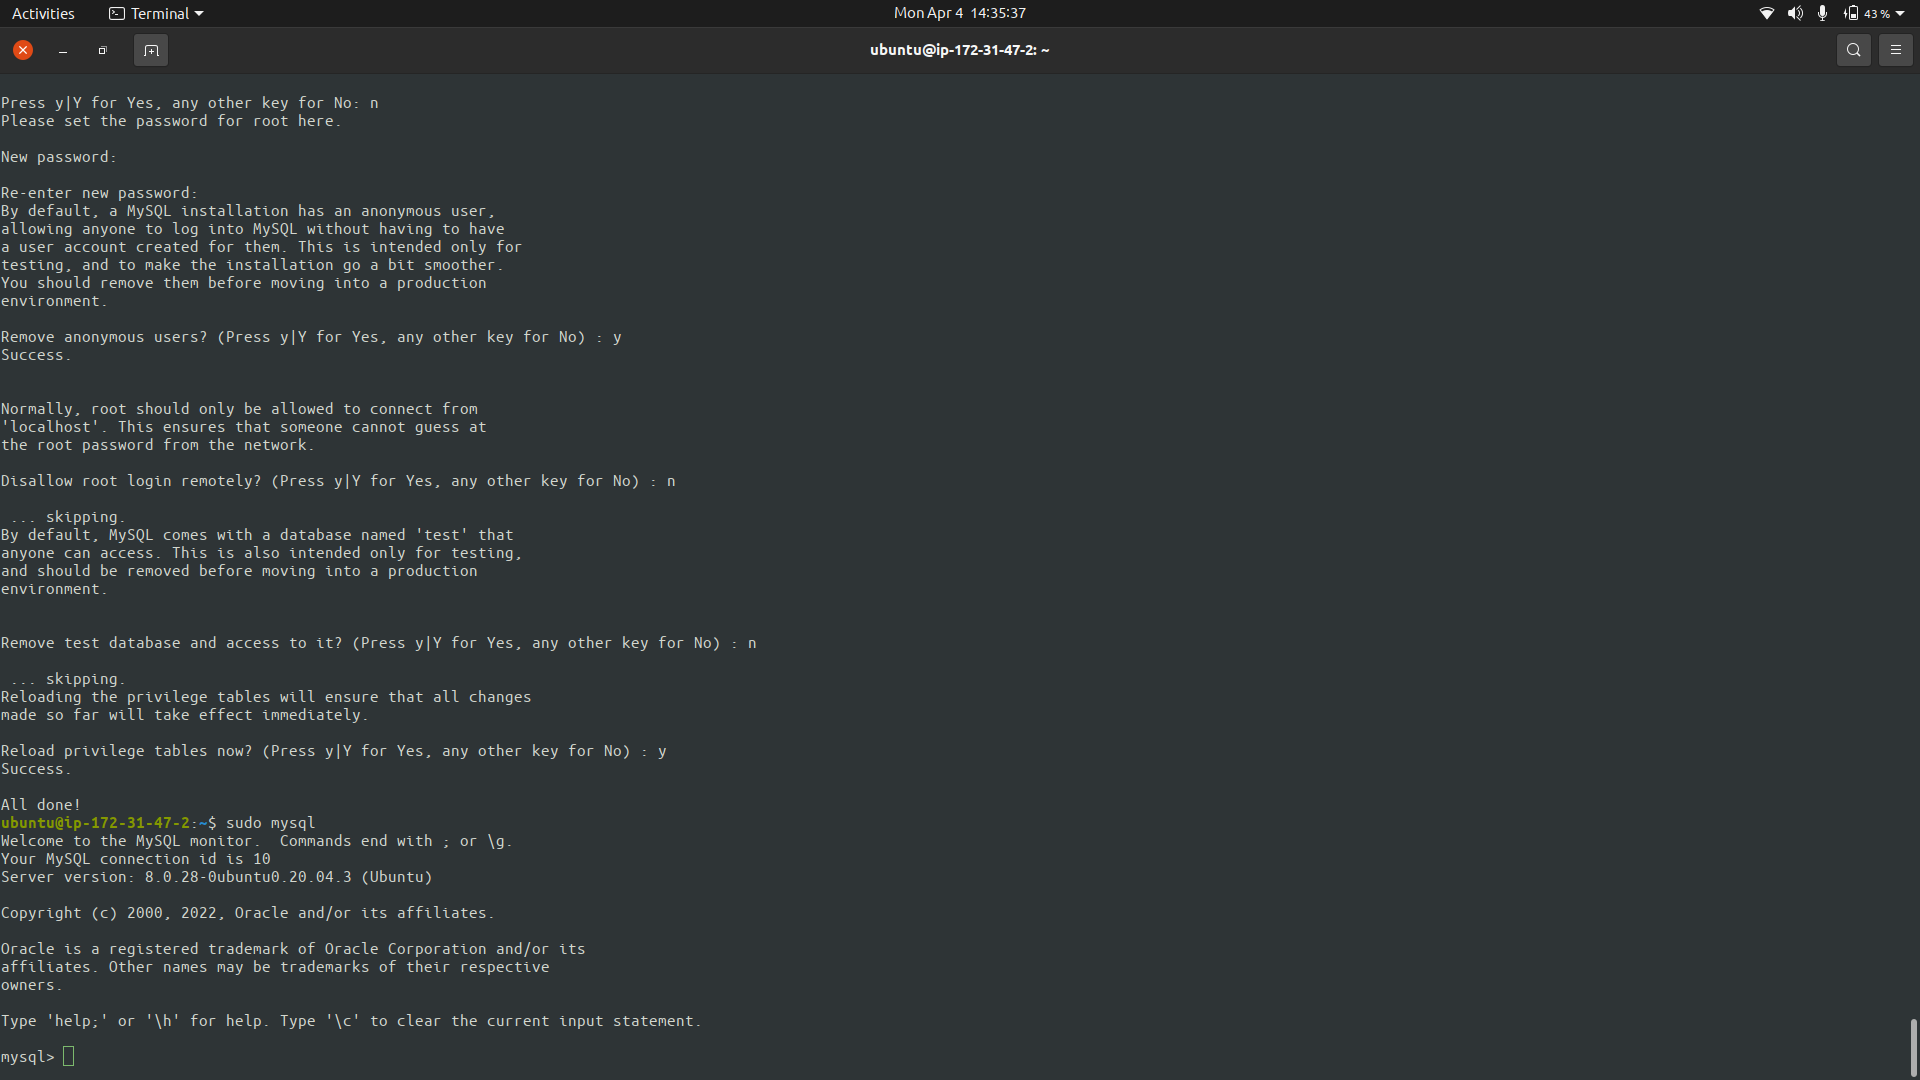 Activities Terminal Mon Apr 4 14:35:37 43 %
ubuntu@ip-172-31-47-2: ~
Press y|Y for Yes, any other key for No: n
Please set the password for root here.
New password:
Re-enter new password:
By default, a MySQL installation has an anonymous user,
allowing anyone to log into MySQL without having to have
a user account created for them. This is intended only for
testing, and to make the installation go a bit smoother.
You should remove them before moving into a production
environment.
Remove anonymous users? (Press y|Y for Yes, any other key for No) : y
Success.
Normally, root should only be allowed to connect from
'localhost'. This ensures that someone cannot guess at
the root password from the network.
Disallow root login remotely? (Press y|Y for Yes, any other key for No) : n
 ... skipping.
By default, MySQL comes with a database named 'test' that
anyone can access. This is also intended only for testing,
and should be removed before moving into a production
environment.
Remove test database and access to it? (Press y|Y for Yes, any other key for No) : n
 ... skipping.
Reloading the privilege tables will ensure that all changes
made so far will take effect immediately.
Reload privilege tables now? (Press y|Y for Yes, any other key for No) : y
Success.
All done!
ubuntu@ip-172-31-47-2:~$ sudo mysql
Welcome to the MySQL monitor.  Commands end with ; or \g.
Your MySQL connection id is 10
Server version: 8.0.28-0ubuntu0.20.04.3 (Ubuntu)
Copyright (c) 2000, 2022, Oracle and/or its affiliates.
Oracle is a registered trademark of Oracle Corporation and/or its
affiliates. Other names may be trademarks of their respective
owners.
Type 'help;' or '\h' for help. Type '\c' to clear the current input statement.
mysql>